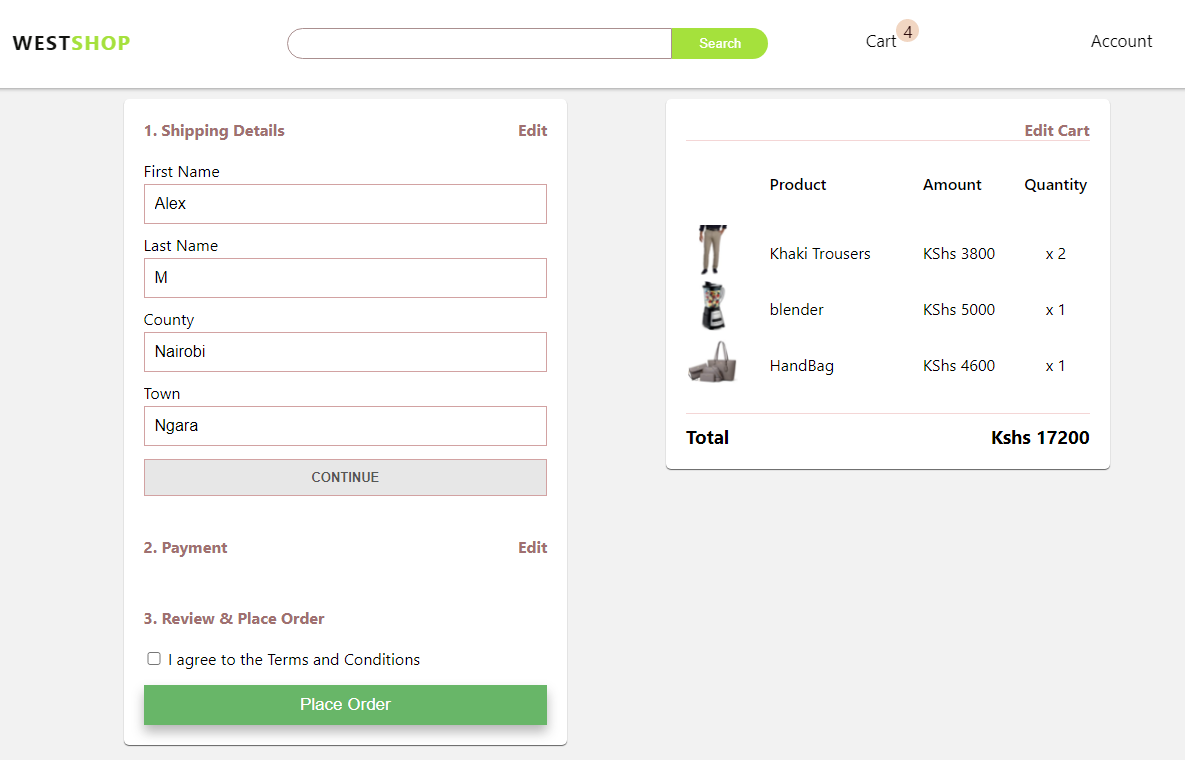 WESTSHOP
Search
Cart 4
Account
1. Shipping Details Edit
First Name
Alex
Last Name
M
County
Nairobi
Town
Ngara
CONTINUE
2. Payment Edit
3. Review & Place Order
I agree to the Terms and Conditions
Place Order
Edit Cart
Product Amount Quantity
Khaki Trousers KShs 3800 x 2
blender KShs 5000 x 1
HandBag KShs 4600 x 1
Total Kshs 17200